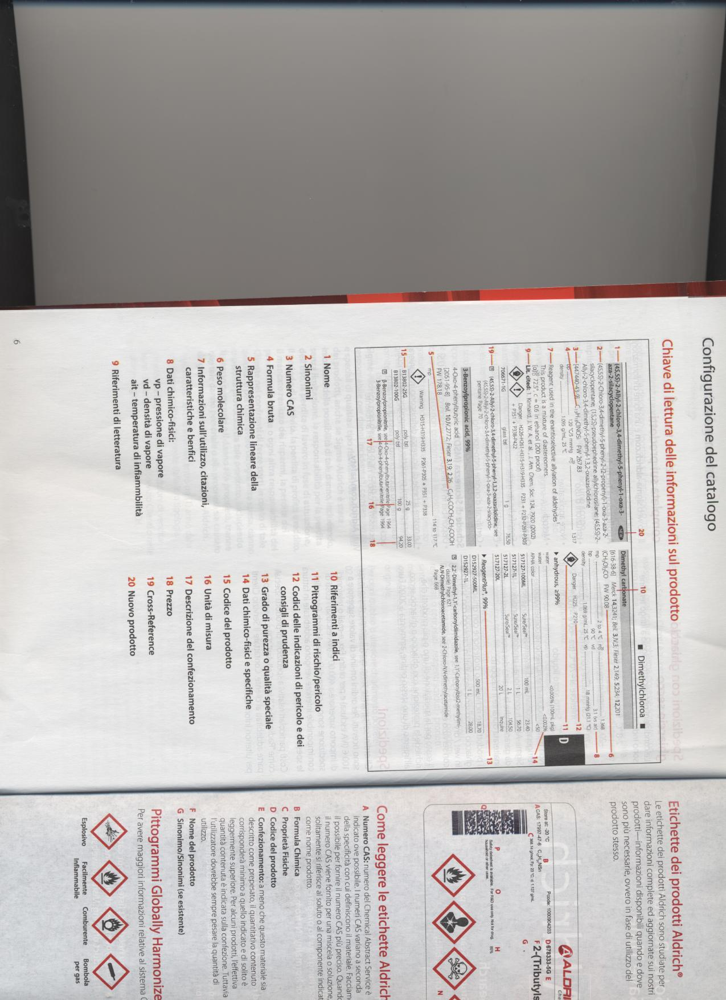 Configurazione del catalogo
Chiave di lettura delle informazioni sul prodotto
■ Dimethylchloroa ■
1
(4S,5S)-2-Allyl-2-chloro-3,4-dimethyl-5-phenyl-1-oxa-3-
aza-2-silacyclopentane
NEW
20
2
(4S,5S)-2-Chloro-3,4-dimethyl-5-phenyl-2-(2-propenyl)-1-oxa-3-aza-2-
silacyclopentane; (1S,2S)-pseudoephedrine allylchlorosilane; (4S,5S)-2-
Allyl-2-chloro-3,4-dimethyl-5-phenyl-1,3,2-oxazasilolidine
3
[447440-43-9] C₁₃H₁₈ClNOSi FW 267.83
4
bp 120 °C/5 mmHg n 1.517
density 1.095 g/mL, 25 °C
7
Reagent used in the enantioselective allylation of aldehydes¹
This product is a mixture of diastereomers.
72.5°, c = 0.6 in ethanol (200 proof)
9
Lit. cited: 1. Kinnaird, J. W. A. et al., J. Am. Chem. Soc. 124, 7920 (2002)
Danger H226-H261-H315-H319-H335 P231 + P232-P261-P305
+ P351 + P338-P422
706671-1G glass btl 1 g 76.50
19
(4S,5S)-2-Allyl-2-chloro-3,4-dimethyl-5-phenyl-1,3,2-oxazasilolidine, see
(4S,5S)-2-Allyl-2-chloro-3,4-dimethyl-5-phenyl-1-oxa-3-aza-2-silacyclo-
pentane Page 70
3-Benzoylpropionic acid, 99%
4-Oxo-4-phenylbutyric acid
[2051-95-8] Beil. 10,IV,2772; Fieser 3,19; 2,26 C₆H₅COCH₂CH₂COOH
FW 178.18
5
mp 114 to 117 °C
Warning H315-H319-H335 P261-P305 + P351 + P338
15
B13802-25G poly btl 25 g 33.00
B13802-100G poly btl 100 g 94.20
β-Benzoylpropionitrile, see 4-Oxo-4-phenylbutanenitrile Page 1964
3-Benzoylpropionitrile, see 4-Oxo-4-phenylbutanenitrile Page 1964
17
16
18
10
Dimethyl carbonate
[616-38-6] Merck 14,3241; Beil. 3,IV,3; Fieser 2,149; 5,234; 12,201
(CH₃O)₂CO FW 90.08
6
mp 2 to 4 °C n 1.368
bp 90 °C vd 3.1 (vs air)
8
density 1.069 g/mL, 25 °C vp 18 mmHg (21.1 °C)
Danger H225 P210
12
11
D
▸ anhydrous, ≥99%
water <0.005% (100mL pkg)
water <0.002%
APHA color <50
14
517127-100ML Sure/Seal™ 100 mL 23.40
517127-1L Sure/Seal™ 1 L 56.70
517127-2L Sure/Seal™ 2 L 104.50
517127-20L 20 L Inquire
▸ ReagentPlus®, 99%
13
D152927-500ML 500 mL 18.70
D152927-1L 1 L 28.00
2,2'-Dimethyl-1,1'-carbonyldiimidazole, see 1,1'-Carbonylbis(2-methylimi-
dazole) Page 621
N,N-Dimethylchloroacetamide, see 2-Chloro-N,N-dimethylacetamide
Page 668
1 Nome
2 Sinonimi
3 Numero CAS
4 Formula bruta
5 Rappresentazione lineare della
struttura chimica
6 Peso molecolare
7 Informazioni sull'utilizzo, citazioni,
caratteristiche e benfici
8 Dati chimico-fisici:
vp – pressione di vapore
vd – densità di vapore
ait – temperatura di infiammbilità
9 Riferimenti di letteratura
10 Riferimenti a indici
11 Pittogrammi di rischio/pericolo
12 Codici delle indicazioni di pericolo e dei
consigli di prudenza
13 Grado di purezza o qualità speciale
14 Dati chimico-fisici e specifiche
15 Codice del prodotto
16 Unità di misura
17 Descrizione del confezionamento
18 Prezzo
19 Cross-Reference
20 Nuovo prodotto
6
Etichette dei prodotti Aldrich®
Le etichette dei prodotti Aldrich sono studiate per
dare informazioni complete ed aggiornate sui nostri
prodotti—informazioni disponibili quando e dove
sono più necessarie, ovvero in fase di utilizzo del
prodotto stesso.
ALDRI
Che
Store at: -20 °C
Pcode: 1000904203
D 678333-5G E
B
A CAS: 17997-47-6
F 2-(Tributyls
C 368.14 g/mol; Fp: 23 °C; d: 1.137 g/mL
G
P O H
Safety datasheet is available. For R&D use only. Not for drug, 85%
household or other uses.
Q
N
Come leggere le etichette Aldrich
A Numero CAS: numero del Chemical Abstract Service è
indicato ove possibile. I numeri CAS variano a seconda
della specificità con cui definiscono il materiale. Facciamo
il possibile per fornire il numero CAS più preciso. Quando
il numero CAS viene fornito per una miscela o soluzione,
solitamente si riferisce al soluto o al componente indicat
come nome prodotto.
B Formula Chimica
C Proprietà Fisiche
D Codice del prodotto
E Confezionamento: a meno che questo materiale sia
descritto come prepesato, il quantitativo contenuto
corrisponderà minimo a quello indicato e di solito è
leggermente superiore. Per alcuni prodotti, l'effettiva
quantità contenuta è indicata sulla confezione. Tuttavia
l'utilizzatore dovrebbe sempre pesarne la quantità di
utilizzo.
F Nome del prodotto
G Sinonimo/Sinonimi (se esistente)
Pittogrammi Globally Harmonize
Per avere maggiori informazioni relative al sistema G
Esplosivo
Facilmente
Infiammabile
Comburente
Bombola
per gas